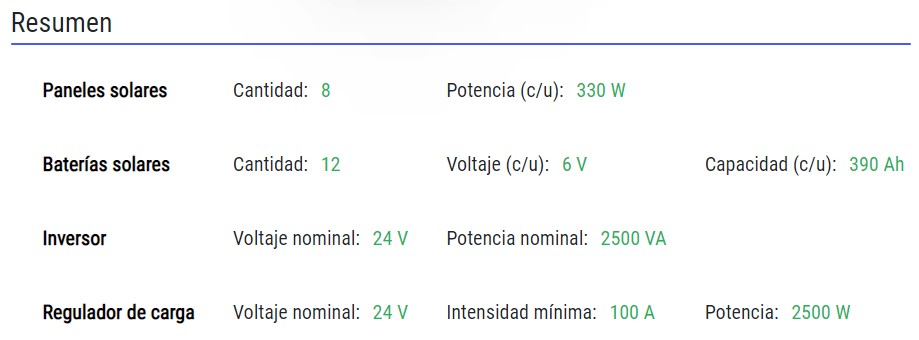 Resumen
Paneles solares Cantidad: 8 Potencia (c/u): 330 W
Baterías solares Cantidad: 12 Voltaje (c/u): 6 V Capacidad (c/u): 390 Ah
Inversor Voltaje nominal: 24 V Potencia nominal: 2500 VA
Regulador de carga Voltaje nominal: 24 V Intensidad mínima: 100 A Potencia: 2500 W